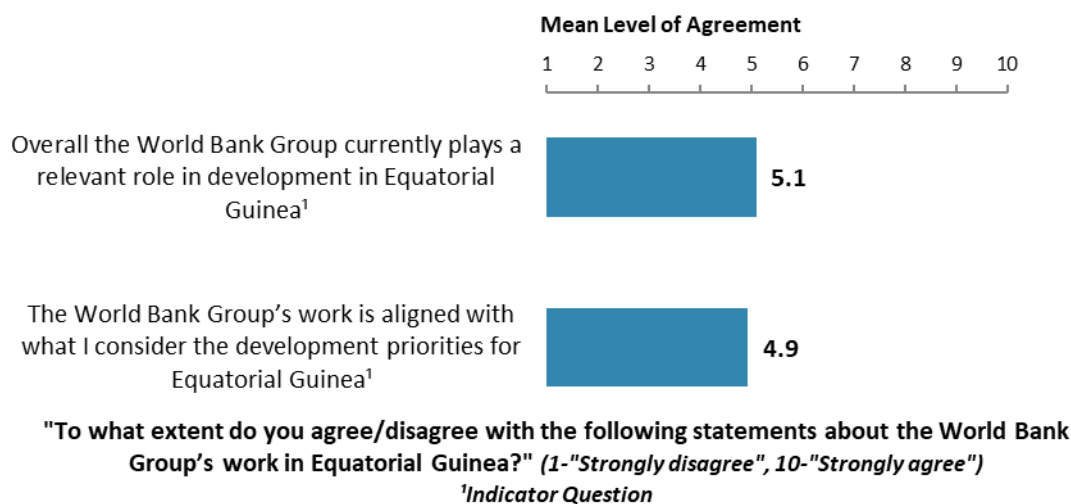 Mean Level of Agreement
1 2 3 4 5 6 7 8 9 10
Overall the World Bank Group currently plays a
relevant role in development in Equatorial
Guinea¹
5.1
The World Bank Group’s work is aligned with
what I consider the development priorities for
Equatorial Guinea¹
4.9
"To what extent do you agree/disagree with the following statements about the World Bank
Group’s work in Equatorial Guinea?" (1-"Strongly disagree", 10-"Strongly agree")
¹Indicator Question